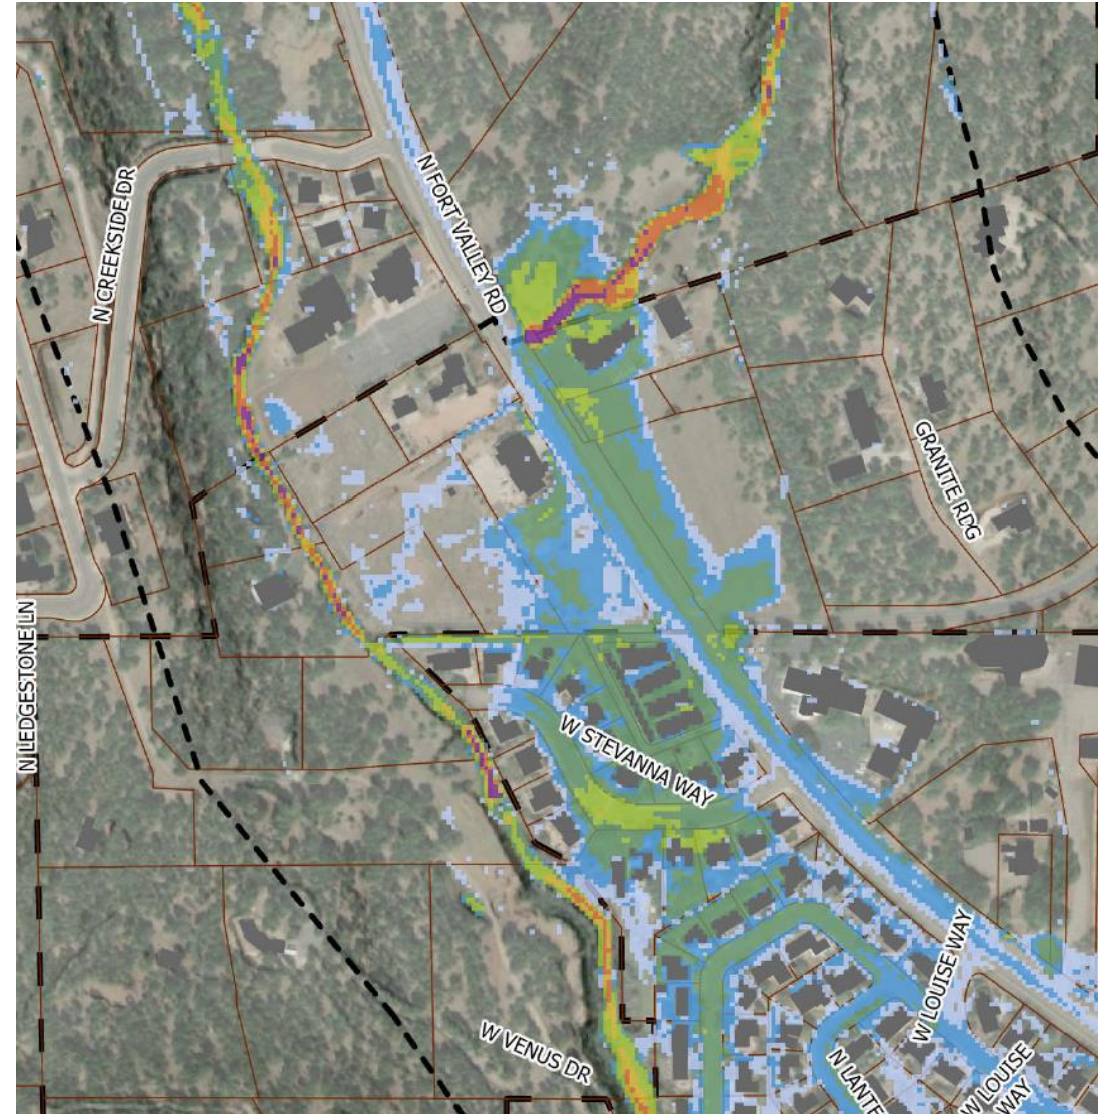 N FORT VALLEY RD
N CREEKSIDE DR
GRANITE RDG
N LEDGESTONE LN
W STEVANNA WAY
W LOUISE WAY
W VENUS DR
W LOUISE
WAY